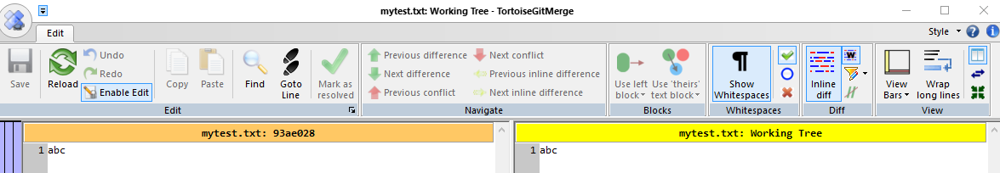 mytest.txt: Working Tree - TortoiseGitMerge
Edit
Style
Save
Reload
Undo
Redo
Enable Edit
Copy
Paste
Find
Goto
Line
Mark as
resolved
Edit
Previous difference
Next difference
Previous conflict
Next conflict
Previous inline difference
Next inline difference
Navigate
Use left
block
Use 'theirs'
text block
Blocks
Show
Whitespaces
Whitespaces
Inline
diff
W
Diff
View
Bars
Wrap
long lines
View
mytest.txt: 93ae028
mytest.txt: Working Tree
1 abc
1 abc